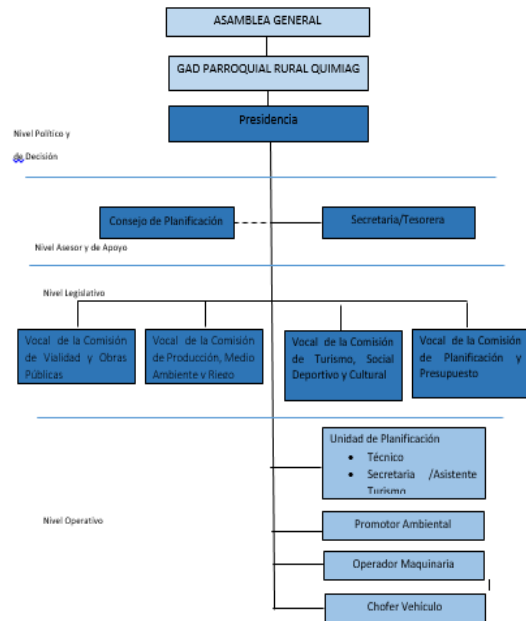 ASAMBLEA GENERAL
GAD PARROQUIAL RURAL QUIMIAG
Presidencia
Nivel Político y
de Decisión
Consejo de Planificación
Secretaria/Tesorera
Nivel Asesor y de Apoyo
Nivel Legislativo
Vocal de la Comisión
de Vialidad y Obras
Públicas
Vocal de la Comisión
de Producción, Medio
Ambiente y Riego
Vocal de la Comisión
de Turismo, Social
Deportivo y Cultural
Vocal de la Comisión
de Planificación y
Presupuesto
Unidad de Planificación
• Técnico
• Secretaria /Asistente
Turismo
Nivel Operativo
Promotor Ambiental
Operador Maquinaria
Chofer Vehículo